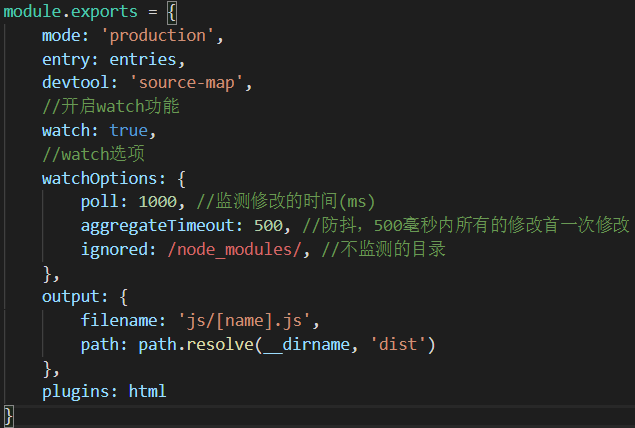 module.exports = {
    mode: 'production',
    entry: entries,
    devtool: 'source-map',
    //开启watch功能
    watch: true,
    //watch选项
    watchOptions: {
        poll: 1000, //监测修改的时间(ms)
        aggregateTimeout: 500, //防抖，500毫秒内所有的修改首一次修改
        ignored: /node_modules/, //不监测的目录
    },
    output: {
        filename: 'js/[name].js',
        path: path.resolve(__dirname, 'dist')
    },
    plugins: html
}